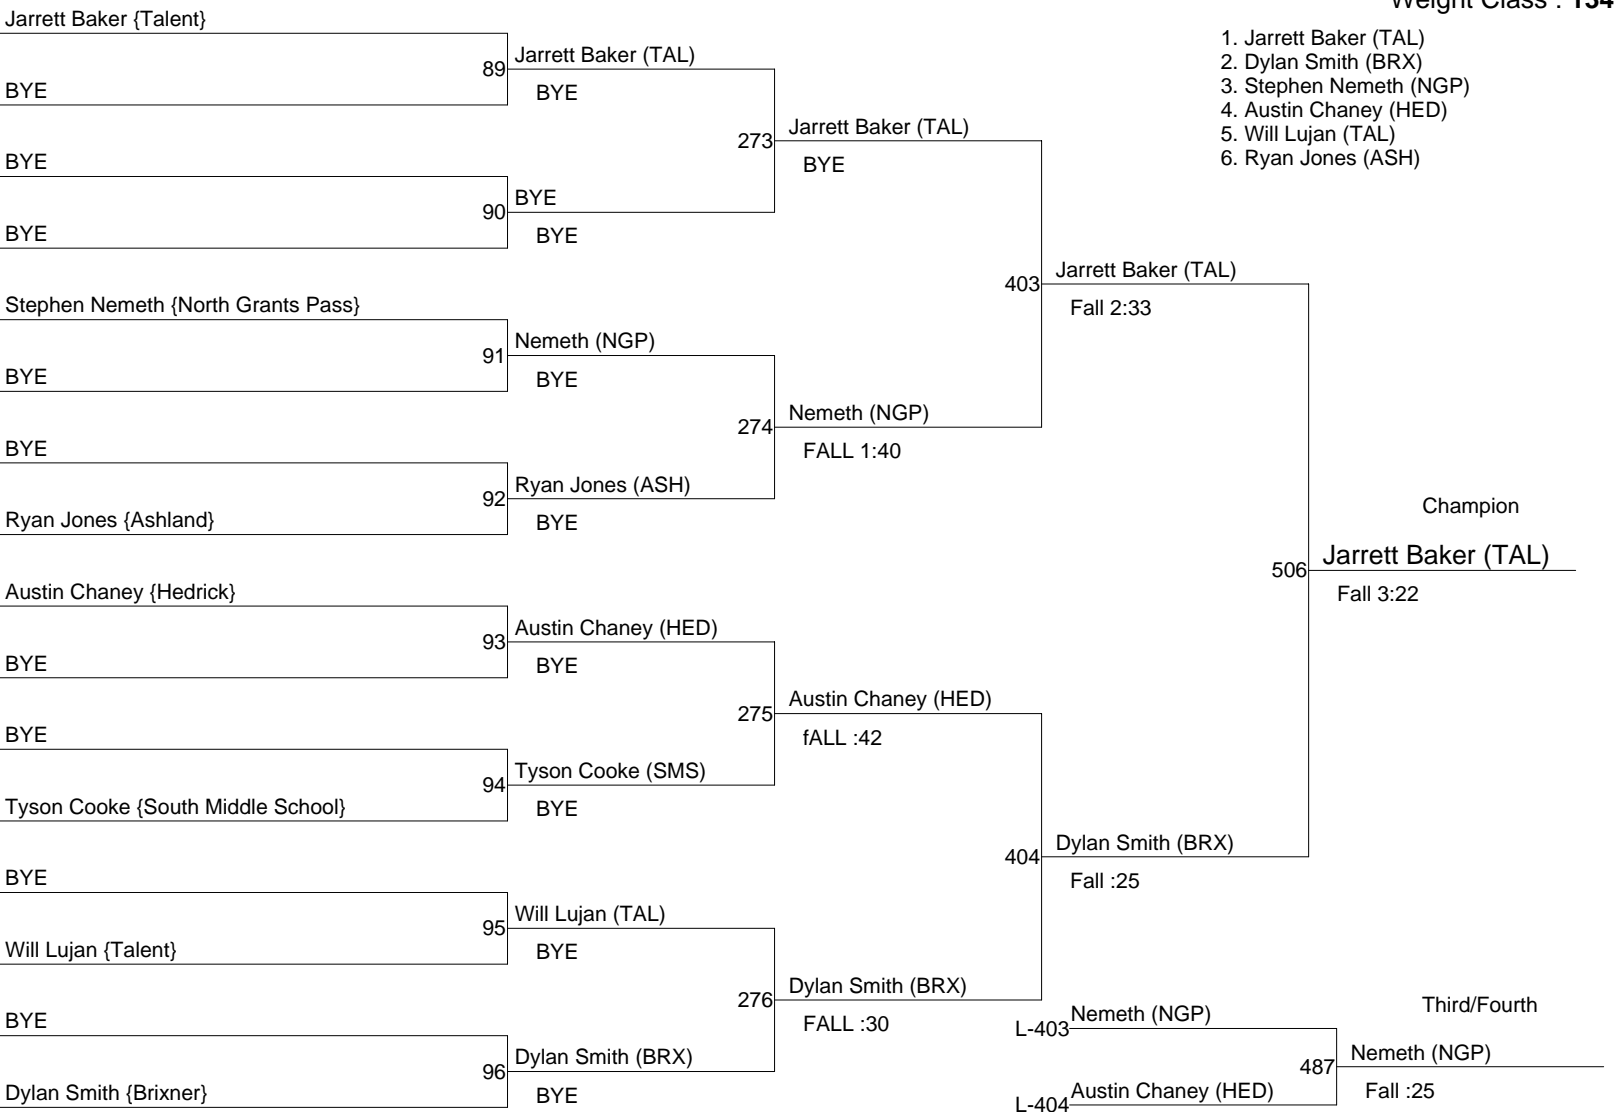 Weight Class : 134
1. Jarrett Baker (TAL)
2. Dylan Smith (BRX)
3. Stephen Nemeth (NGP)
4. Austin Chaney (HED)
5. Will Lujan (TAL)
6. Ryan Jones (ASH)
Jarrett Baker {Talent}
BYE
BYE
BYE
Stephen Nemeth {North Grants Pass}
BYE
BYE
Ryan Jones {Ashland}
Austin Chaney {Hedrick}
BYE
BYE
Tyson Cooke {South Middle School}
BYE
Will Lujan {Talent}
BYE
Dylan Smith {Brixner}
89 Jarrett Baker (TAL)
BYE
90 BYE
BYE
91 Nemeth (NGP)
BYE
92 Ryan Jones (ASH)
BYE
93 Austin Chaney (HED)
BYE
94 Tyson Cooke (SMS)
BYE
95 Will Lujan (TAL)
BYE
96 Dylan Smith (BRX)
BYE
273 Jarrett Baker (TAL)
BYE
274 Nemeth (NGP)
FALL 1:40
275 Austin Chaney (HED)
fALL :42
276 Dylan Smith (BRX)
FALL :30
403 Jarrett Baker (TAL)
Fall 2:33
404 Dylan Smith (BRX)
Fall :25
Champion
506 Jarrett Baker (TAL)
Fall 3:22
Third/Fourth
L-403 Nemeth (NGP)
L-404 Austin Chaney (HED)
487 Nemeth (NGP)
Fall :25